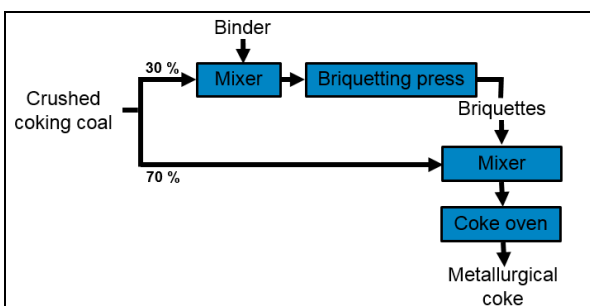 Binder
30 %
Mixer
Briquetting press
Crushed
coking coal
Briquettes
70 %
Mixer
Coke oven
Metallurgical
coke